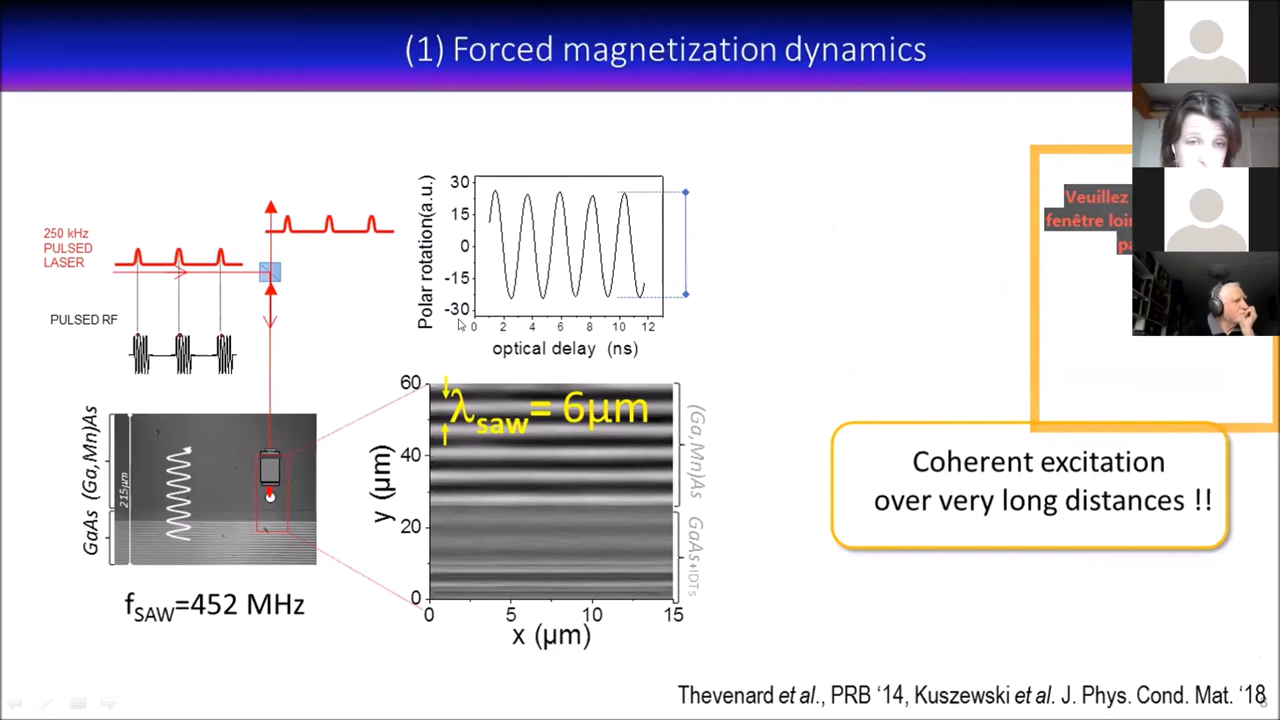 (1) Forced magnetization dynamics
250 kHz
PULSED
LASER
PULSED RF
Polar rotation(a.u.)
30
15
0
-15
-30
0 2 4 6 8 10 12
optical delay (ns)
Veuillez
fenêtre loi
pa
GaAs (Ga,Mn)As
215µm
fSAW=452 MHz
λsaw= 6µm
y (µm)
60
40
20
0
0 5 10 15
x (µm)
(Ga,Mn)As
GaAs+IDTs
Coherent excitation
over very long distances !!
Thevenard et al., PRB ‘14, Kuszewski et al. J. Phys. Cond. Mat. ‘18